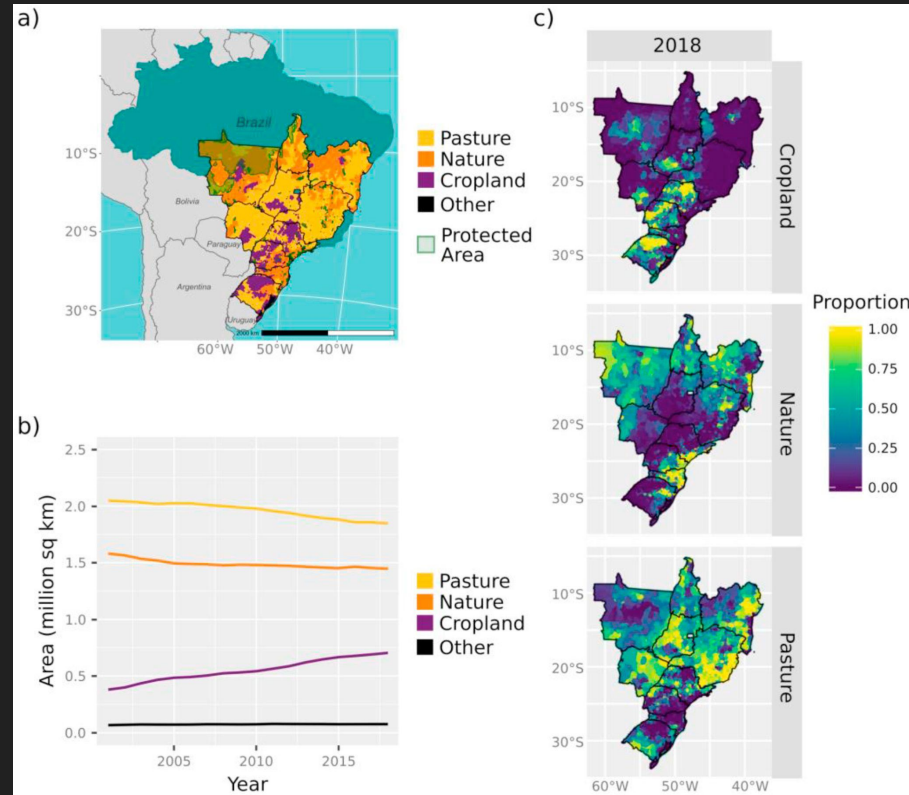 a)
Brazil
Bolivia
Paraguay
Argentina
Uruguay
10°S
20°S
30°S
60°W 50°W 40°W
Pasture
Nature
Cropland
Other
Protected
Area
b)
Area (million sq km)
2.5
2.0
1.5
1.0
0.5
0.0
2005 2010 2015
Year
Pasture
Nature
Cropland
Other
c)
2018
10°S
20°S
30°S
Cropland
10°S
20°S
30°S
Nature
10°S
20°S
30°S
Pasture
60°W 50°W 40°W
Proportion
1.00
0.75
0.50
0.25
0.00